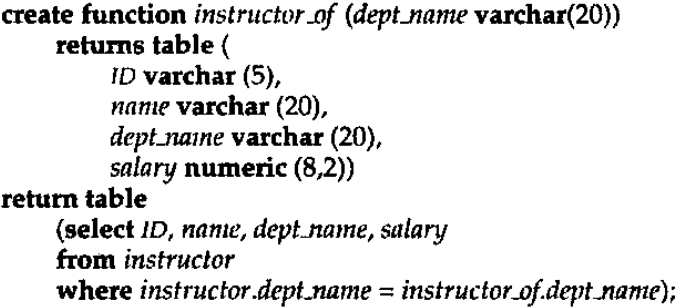 create function instructor_of (dept_name varchar(20))
returns table (
ID varchar (5),
name varchar (20),
dept_name varchar (20),
salary numeric (8,2))
return table
(select ID, name, dept_name, salary
from instructor
where instructor.dept_name = instructor_of.dept_name);